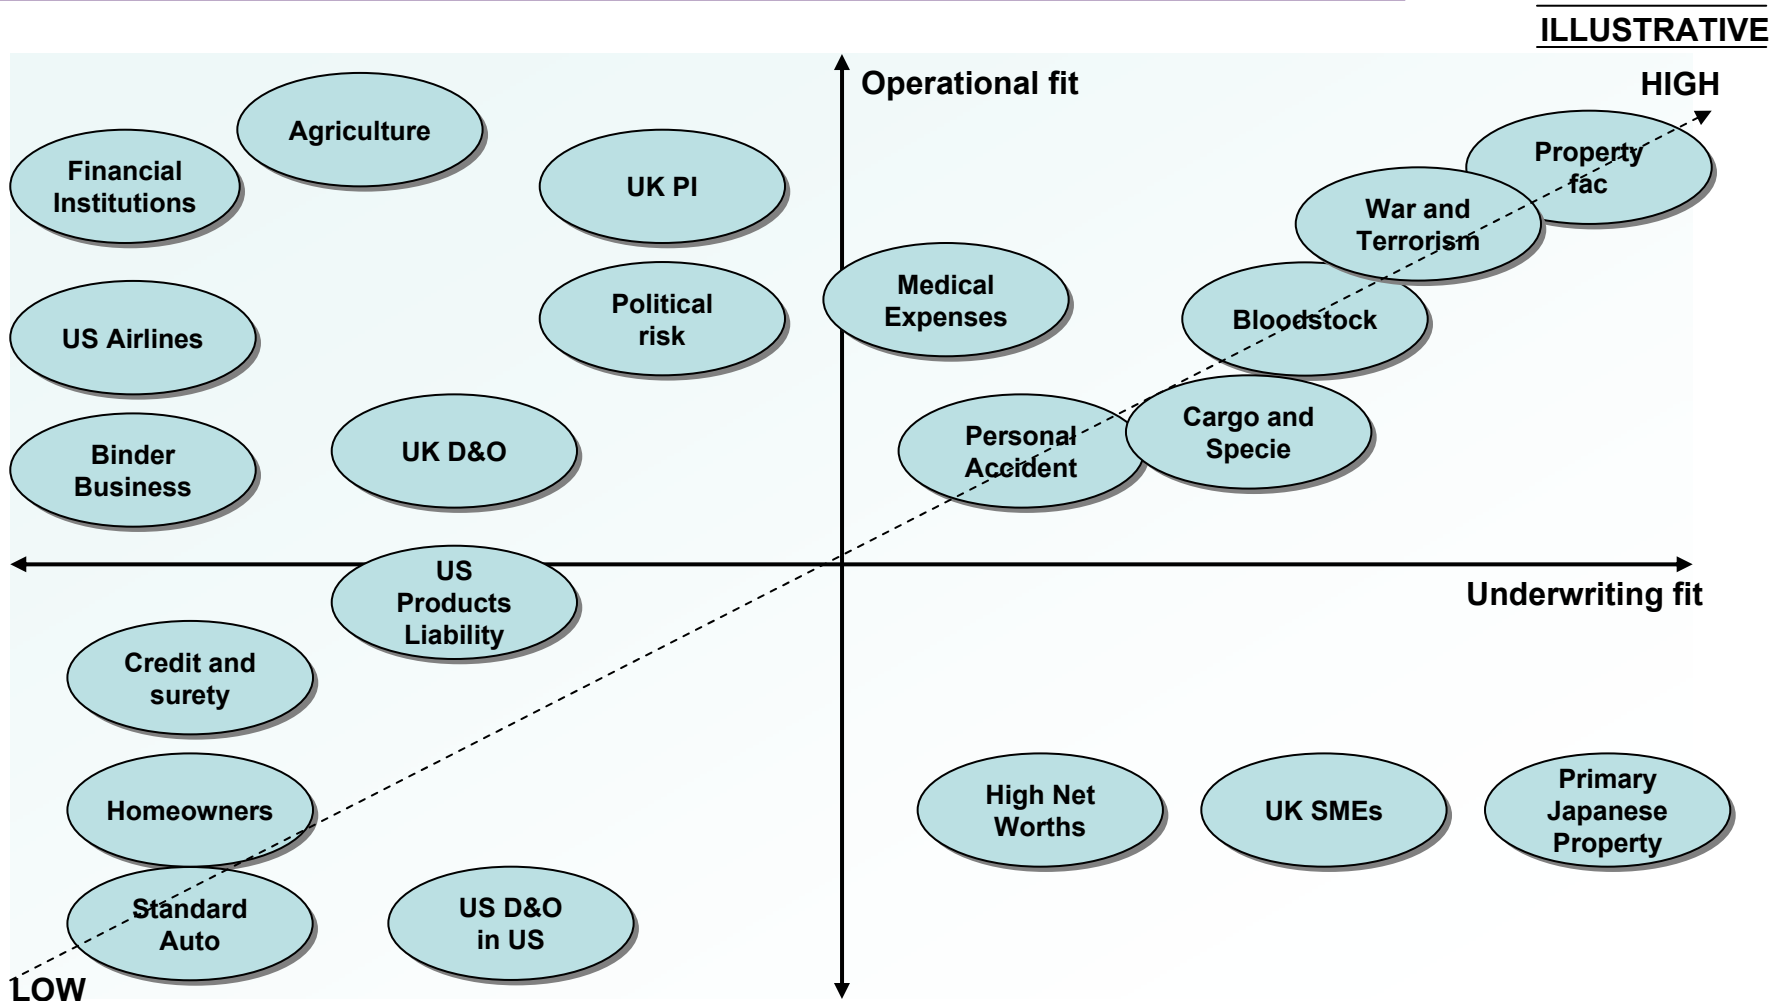 ILLUSTRATIVE
Operational fit
HIGH
Agriculture
Financial
Institutions
UK PI
Property
fac
War and
Terrorism
Medical
Expenses
Political
risk
Bloodstock
US Airlines
Cargo and
Specie
Personal
Accident
UK D&O
Binder
Business
Underwriting fit
US
Products
Liability
Credit and
surety
Homeowners
High Net
Worths
UK SMEs
Primary
Japanese
Property
Standard
Auto
US D&O
in US
LOW